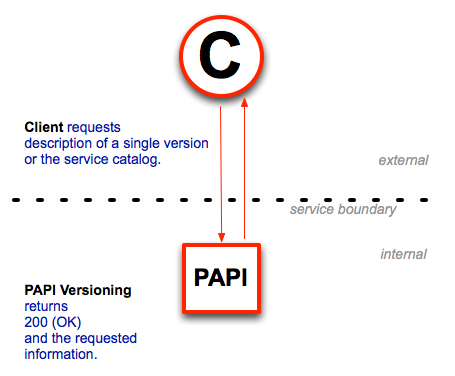 C
Client requests
description of a single version
or the service catalog.
external
service boundary
internal
PAPI
PAPI Versioning
returns
200 (OK)
and the requested
information.